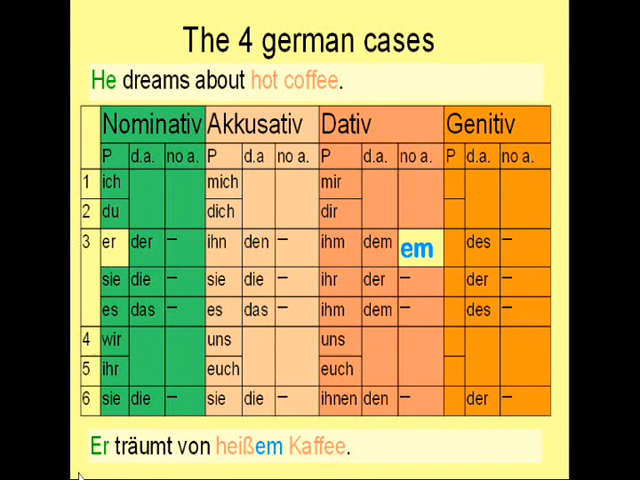 The 4 german cases
He dreams about hot coffee.
Nominativ Akkusativ Dativ Genitiv
P d.a. no a. P d.a no a. P d.a. no a. P d.a. no a.
1 ich mich mir
2 du dich dir
3 er der – ihn den – ihm dem em des –
sie die – sie die – ihr der – der –
es das – es das – ihm dem – des –
4 wir uns uns
5 ihr euch euch
6 sie die – sie die – ihnen den – der –
Er träumt von heißem Kaffee.